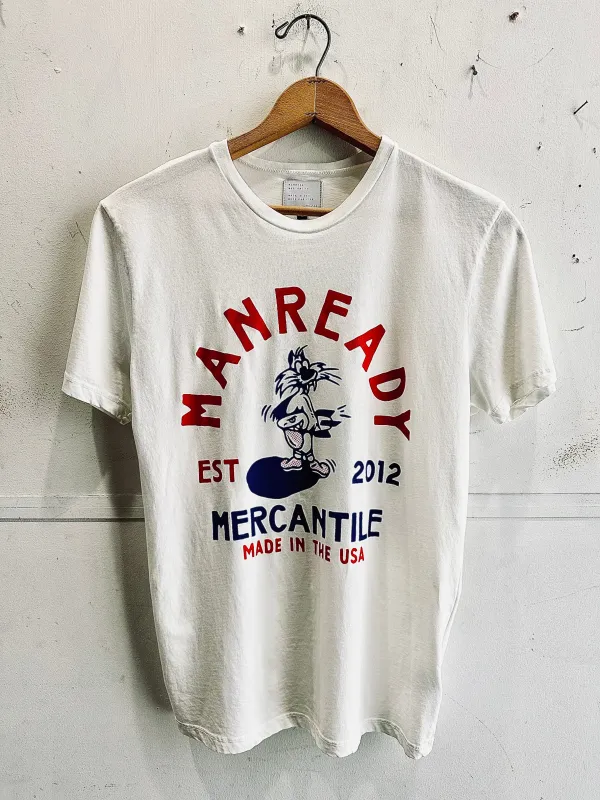 MANREADY
EST 2012
MERCANTILE
MADE IN THE USA